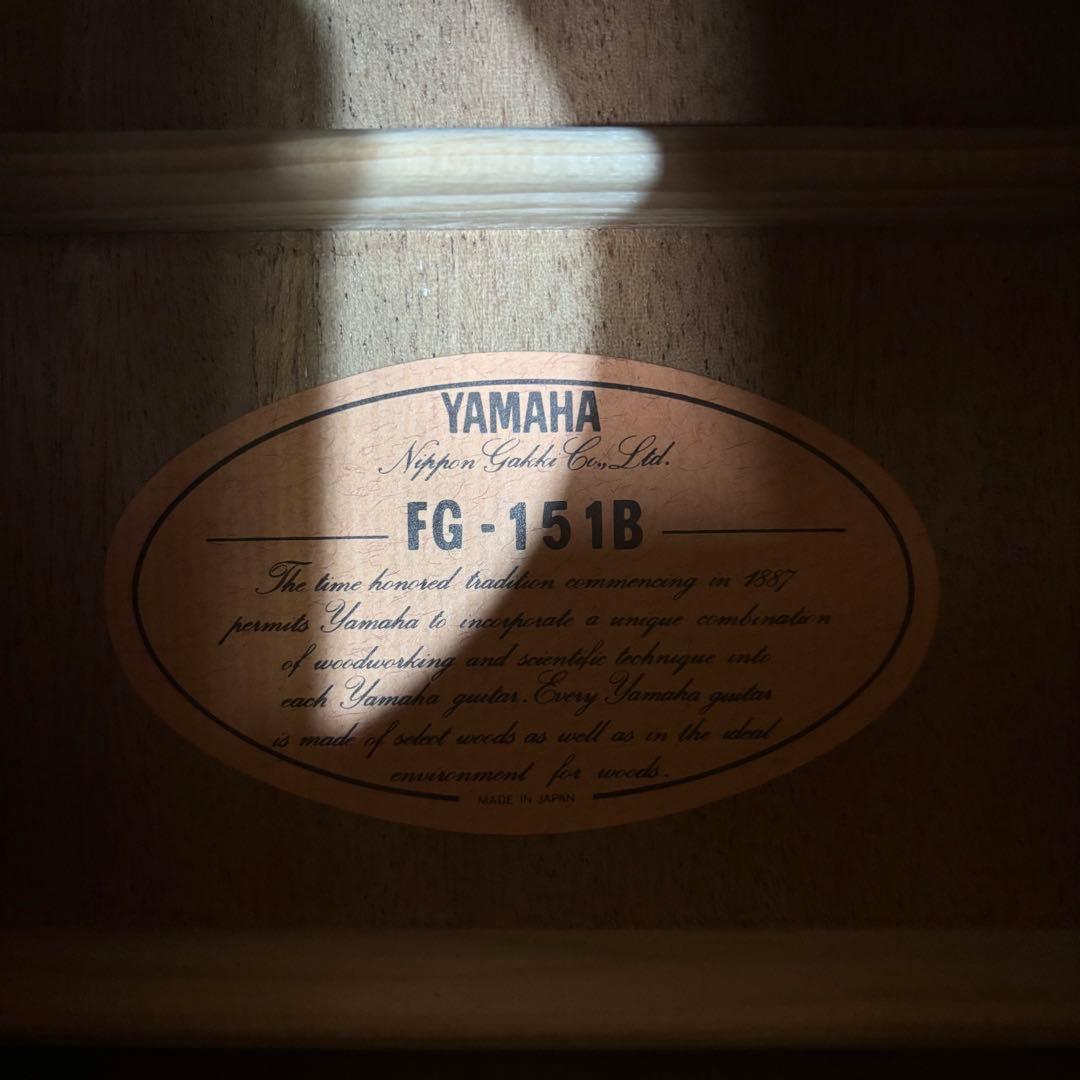 YAMAHA
Nippon Gakki Co., Ltd.
FG-151B
The time honored tradition commencing in 1887
permits Yamaha to incorporate a unique combination
of woodworking and scientific technique into
each Yamaha guitar. Every Yamaha guitar
is made of select woods as well as in the ideal
environment for woods.
MADE IN JAPAN